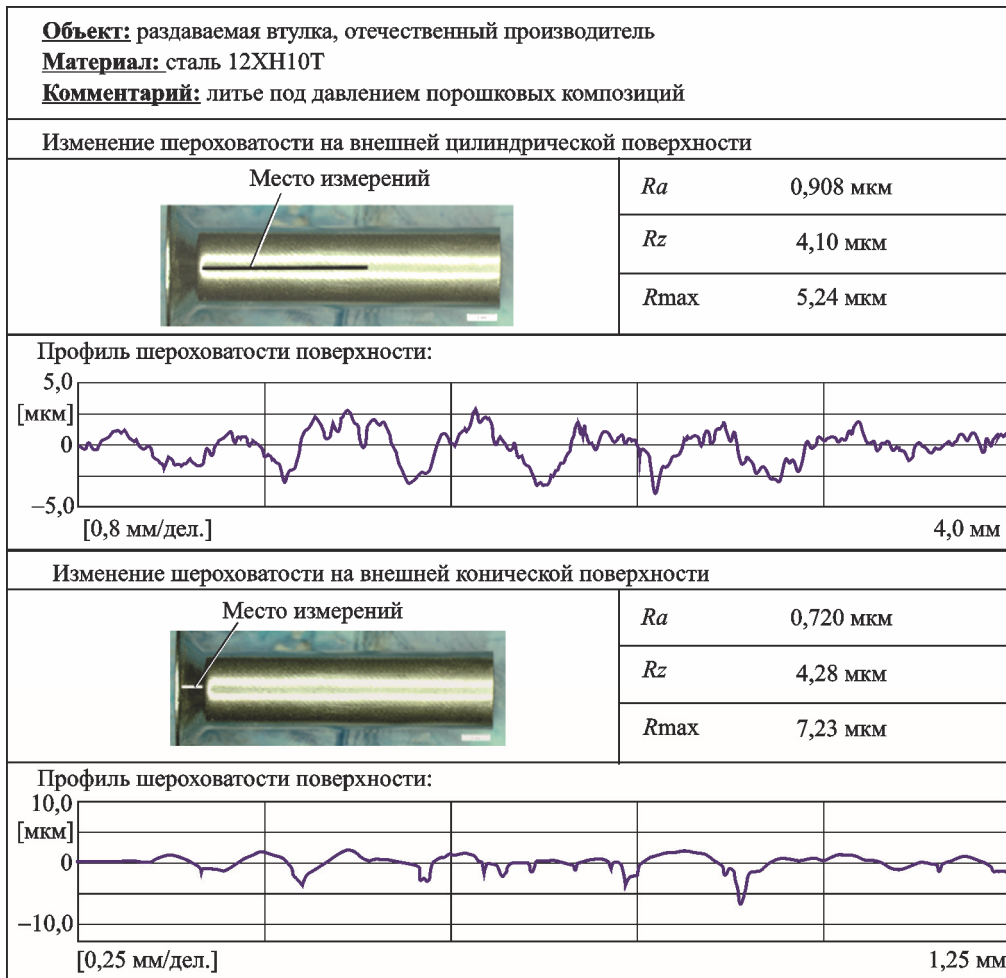 Объект: раздаваемая втулка, отечественный производитель
Материал: сталь 12ХН10Т
Комментарий: литье под давлением порошковых композиций
Изменение шероховатости на внешней цилиндрической поверхности
Место измерений
Ra 0,908 мкм
Rz 4,10 мкм
Rmax 5,24 мкм
Профиль шероховатости поверхности:
5,0
[мкм]
0
–5,0
[0,8 мм/дел.] 4,0 мм
Изменение шероховатости на внешней конической поверхности
Место измерений
Ra 0,720 мкм
Rz 4,28 мкм
Rmax 7,23 мкм
Профиль шероховатости поверхности:
10,0
[мкм]
0
–10,0
[0,25 мм/дел.] 1,25 мм